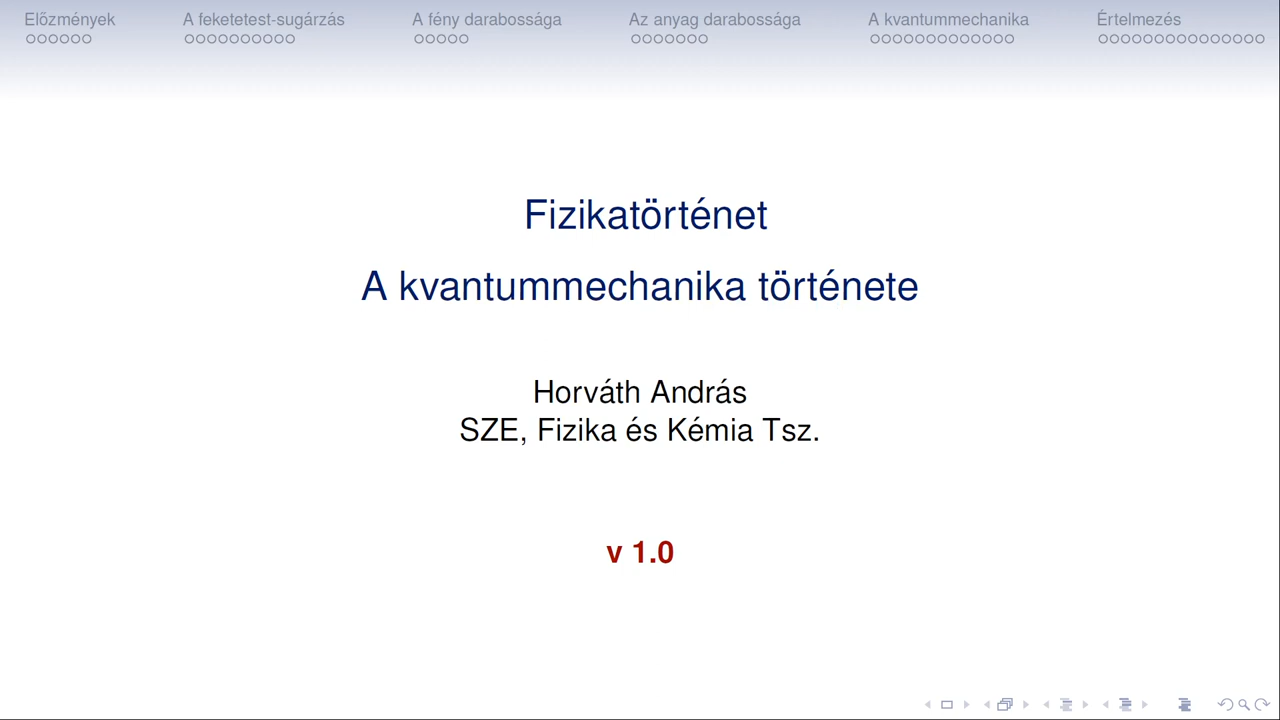 Előzmények
A feketetest-sugárzás
A fény darabossága
Az anyag darabossága
A kvantummechanika
Értelmezés
Fizikatörténet
A kvantummechanika története
Horváth András
SZE, Fizika és Kémia Tsz.
v 1.0